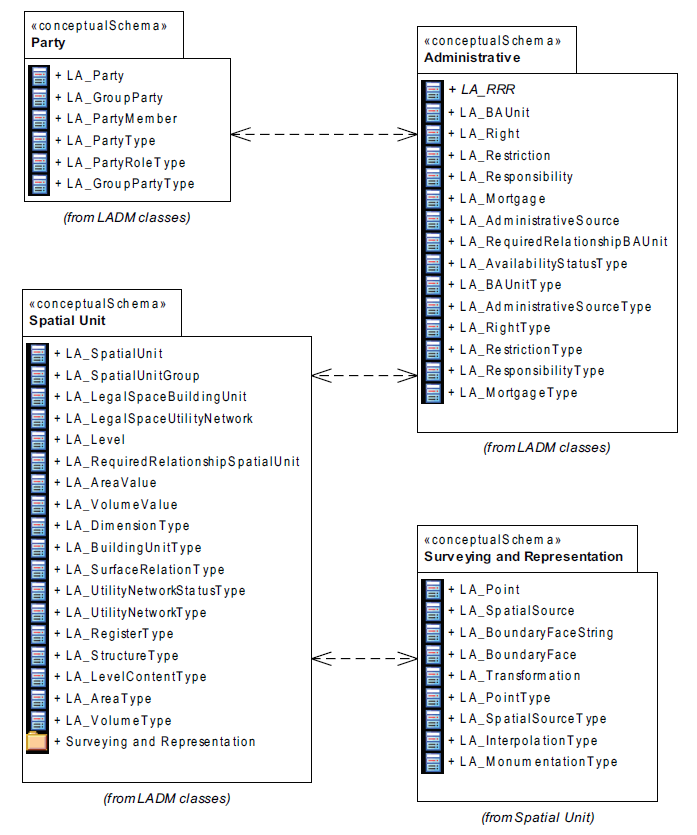 «conceptualSchema»
Party
+ LA_Party
+ LA_GroupParty
+ LA_PartyMember
+ LA_PartyType
+ LA_PartyRoleType
+ LA_GroupPartyType
(from LADM classes)
«conceptualSchema»
Administrative
+ LA_RRR
+ LA_BAUnit
+ LA_Right
+ LA_Restriction
+ LA_Responsibility
+ LA_Mortgage
+ LA_AdministrativeSource
+ LA_RequiredRelationshipBAUnit
+ LA_AvailabilityStatusType
+ LA_BAUnitType
+ LA_AdministrativeSourceType
+ LA_RightType
+ LA_RestrictionType
+ LA_ResponsibilityType
+ LA_MortgageType
(from LADM classes)
«conceptualSchema»
Spatial Unit
+ LA_SpatialUnit
+ LA_SpatialUnitGroup
+ LA_LegalSpaceBuildingUnit
+ LA_LegalSpaceUtilityNetwork
+ LA_Level
+ LA_RequiredRelationshipSpatialUnit
+ LA_AreaValue
+ LA_VolumeValue
+ LA_DimensionType
+ LA_BuildingUnitType
+ LA_SurfaceRelationType
+ LA_UtilityNetworkStatusType
+ LA_UtilityNetworkType
+ LA_RegisterType
+ LA_StructureType
+ LA_LevelContentType
+ LA_AreaType
+ LA_VolumeType
+ Surveying and Representation
(from LADM classes)
«conceptualSchema»
Surveying and Representation
+ LA_Point
+ LA_SpatialSource
+ LA_BoundaryFaceString
+ LA_BoundaryFace
+ LA_Transformation
+ LA_PointType
+ LA_SpatialSourceType
+ LA_InterpolationType
+ LA_MonumentationType
(from Spatial Unit)